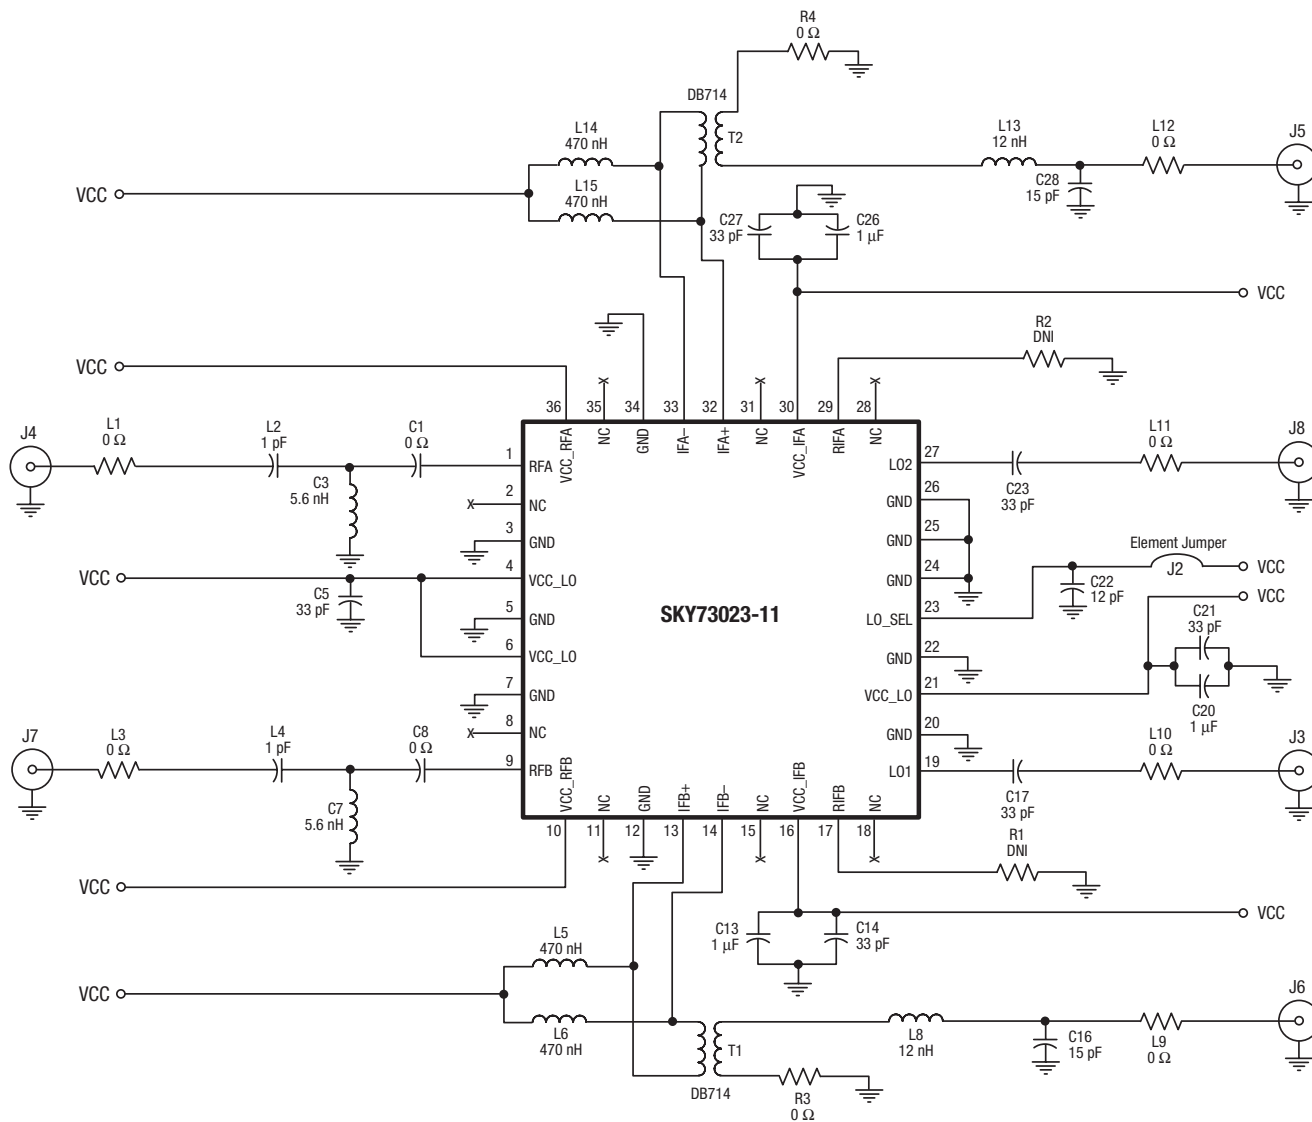 R4
0 Ω
DB714
T2
L14
470 nH
L15
470 nH
VCC
L13
12 nH
L12
0 Ω
J5
C28
15 pF
C27
33 pF
C26
1 μF
VCC
R2
DNI
VCC
36
35
34
33
32
31
30
29
28
VCC_RFA
NC
GND
IFA–
IFA+
NC
VCC_IFA
RIFA
NC
J4
L1
0 Ω
L2
1 pF
C1
0 Ω
C3
5.6 nH
1
RFA
2
NC
3
GND
VCC
C5
33 pF
4
VCC_LO
5
GND
6
VCC_LO
7
GND
8
NC
9
RFB
SKY73023-11
27
LO2
26
GND
25
GND
24
GND
23
LO_SEL
22
GND
21
VCC_LO
20
GND
19
LO1
L11
0 Ω
J8
C23
33 pF
Element Jumper
J2
VCC
C22
12 pF
VCC
C21
33 pF
C20
1 μF
L10
0 Ω
J3
C17
33 pF
J7
L3
0 Ω
L4
1 pF
C8
0 Ω
C7
5.6 nH
VCC_RFB
NC
GND
IFB+
IFB–
NC
VCC_IFB
RIFB
NC
10
11
12
13
14
15
16
17
18
R1
DNI
VCC
VCC
C13
1 μF
C14
33 pF
L5
470 nH
VCC
L6
470 nH
T1
DB714
L8
12 nH
C16
15 pF
L9
0 Ω
J6
R3
0 Ω